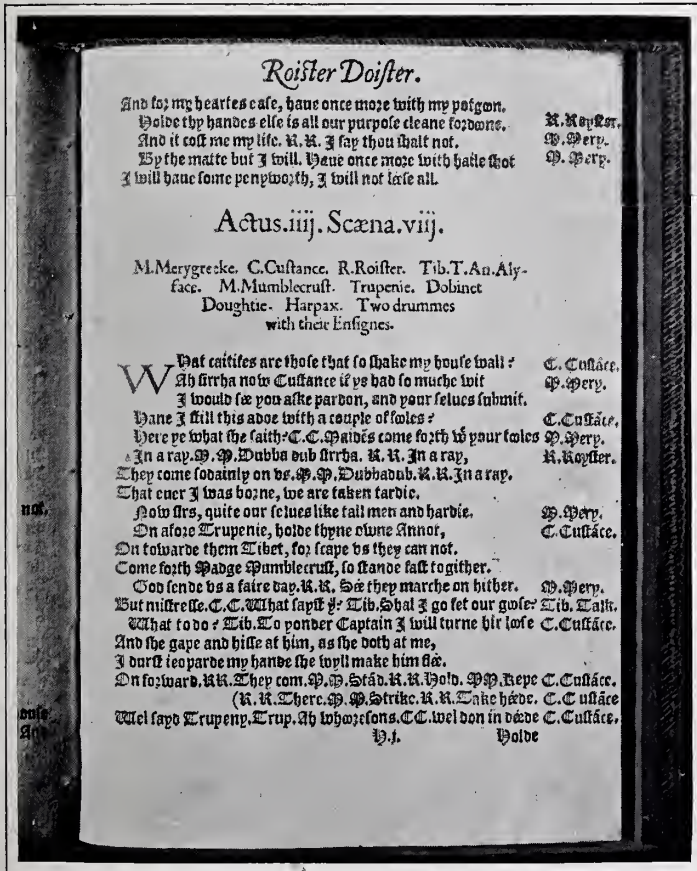 Roister Doister.
And for my heartes ease, haue once more with my potgoon.
Holde thy handes else is all our purpose cleane fordoone. R.Royster.
And it cost me my life. R.R. I say thou shalt not. M.Mery.
By the matte but I will. Haue once more with haile shot M.Mery.
I will haue some penyworth, I will not leese all.
Actus.iiij. Scæna.viij.
M.Merygreeke. C.Custance. R.Roister. Tib.T.An.Aly-
face. M.Mumblecrust. Trupenie. Dobinet
Doughtie. Harpax. Two drummes
with their Ensignes.
WHat caitifes are those that so shake my house wall? C.Custāce.
Ah sirrha now Custance if ye had so muche wit M.Mery.
I would see you aske pardon, and your selues submit.
Haue I still this adoe with a couple of fooles? C.Custāce.
Here ye what she saith? C.C. Maides come forth wͭ your tooles M.Mery.
In a ray. M.M. Dubba dub sirrha. R.R. In a ray, R.Royster.
They come sodainly on vs. M.M. Dubbadub. R.R. In a ray.
That euer I was borne, we are taken tardie.
Now sirs, quite our selues like tall men and hardie. M.Mery.
On afore Trupenie, holde thyne owne Annot, C.Custāce.
On towarde them Tibet, for scape vs they can not.
Come forth Madge Mumblecrust, so stande fast togither.
God sende vs a faire day. R.R. See they marche on hither. M.Mery.
But mistresse. C.C. What sayst yͧ? Tib. Shal I go fet our goose? Tib. Talk.
What to do? Tib. To yonder Captain I will turne hir loose C.Custāce.
And she gape and hisse at him, as she doth at me,
I durst ieoparde my hande she wyll make him flee.
On forward. RR. They com. M.M. Stād. R.R. Hold. MM. Kepe C.Custāce.
(R.R. There. M.M. Strike. R.R. Take heede. C.Custāce
Wel sayd Trupeny. Trup. Ah whooresons. CC. wel don in deede C.Custāce.
H.j. Holde
not.
And